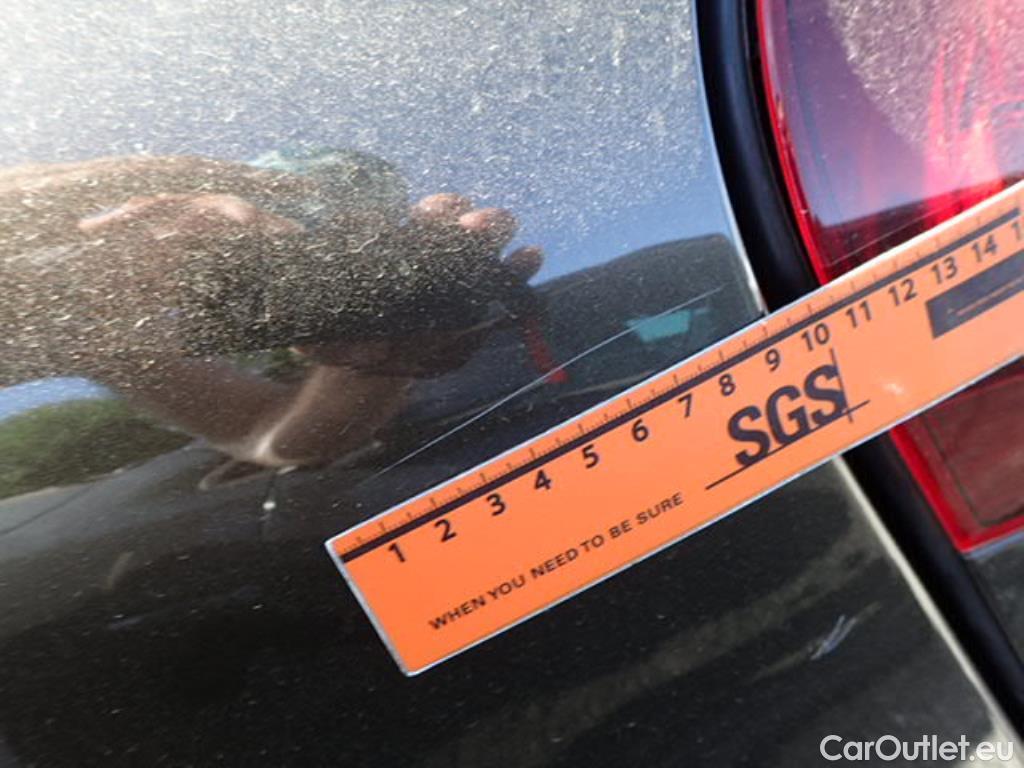 1 2 3 4 5 6 7 8 9 10 11 12 13 14
SGS
WHEN YOU NEED TO BE SURE
CarOutlet.eu